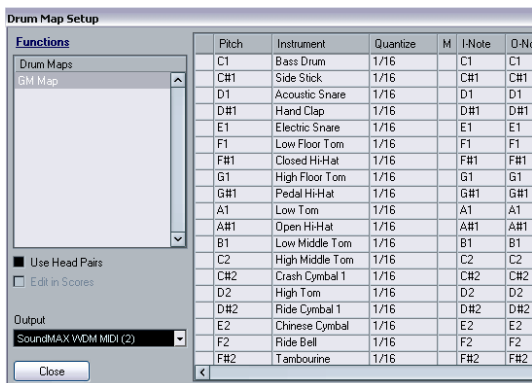 Drum Map Setup
Functions
Drum Maps
GM Map
Use Head Pairs
Edit in Scores
Output
SoundMAX WDM MIDI (2)
Close
Pitch Instrument Quantize M I-Note O-No
C1 Bass Drum 1/16 C1 C1
C#1 Side Stick 1/16 C#1 C#1
D1 Acoustic Snare 1/16 D1 D1
D#1 Hand Clap 1/16 D#1 D#1
E1 Electric Snare 1/16 E1 E1
F1 Low Floor Tom 1/16 F1 F1
F#1 Closed Hi-Hat 1/16 F#1 F#1
G1 High Floor Tom 1/16 G1 G1
G#1 Pedal Hi-Hat 1/16 G#1 G#1
A1 Low Tom 1/16 A1 A1
A#1 Open Hi-Hat 1/16 A#1 A#1
B1 Low Middle Tom 1/16 B1 B1
C2 High Middle Tom 1/16 C2 C2
C#2 Crash Cymbal 1 1/16 C#2 C#2
D2 High Tom 1/16 D2 D2
D#2 Ride Cymbal 1 1/16 D#2 D#2
E2 Chinese Cymbal 1/16 E2 E2
F2 Ride Bell 1/16 F2 F2
F#2 Tambourine 1/16 F#2 F#2